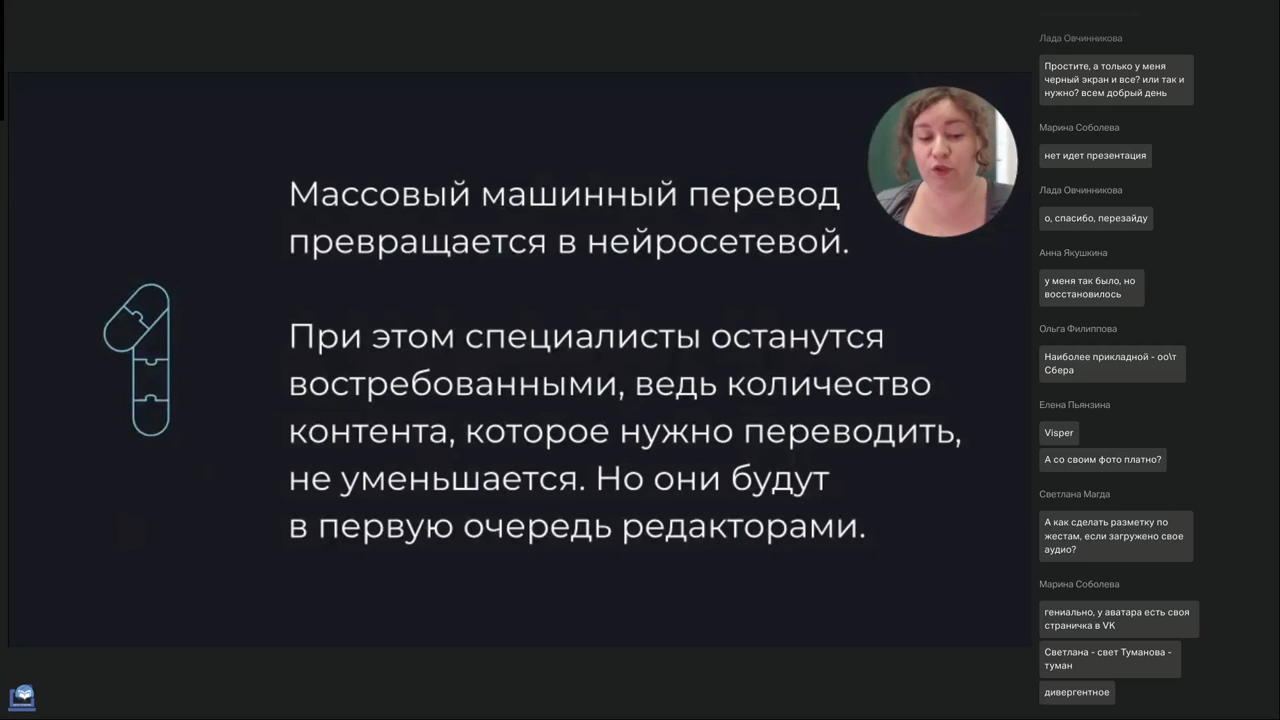 Массовый машинный перевод
превращается в нейросетевой.
При этом специалисты останутся
востребованными, ведь количество
контента, которое нужно переводить,
не уменьшается. Но они будут
в первую очередь редакторами.
Лада Овчинникова
Простите, а только у меня
черный экран и все? или так и
нужно? всем добрый день
Марина Соболева
нет идет презентация
Лада Овчинникова
о, спасибо, перезайду
Анна Якушкина
у меня так было, но
восстановилось
Ольга Филиппова
Наиболее прикладной - оо\т
Сбера
Елена Пьянзина
Visper
А со своим фото платно?
Светлана Магда
А как сделать разметку по
жестам, если загружено свое
аудио?
Марина Соболева
гениально, у аватара есть своя
страничка в VK
Светлана - свет Туманова -
туман
дивергентное